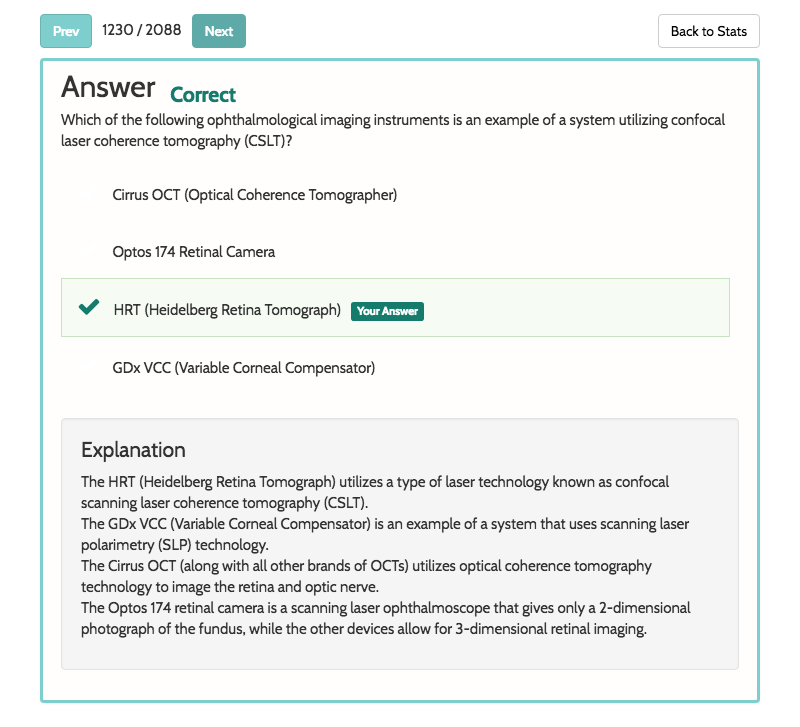 Prev 1230 / 2088 Next Back to Stats
Answer Correct
Which of the following ophthalmological imaging instruments is an example of a system utilizing confocal
laser coherence tomography (CSLT)?
Cirrus OCT (Optical Coherence Tomographer)
Optos 174 Retinal Camera
HRT (Heidelberg Retina Tomograph) Your Answer
GDx VCC (Variable Corneal Compensator)
Explanation
The HRT (Heidelberg Retina Tomograph) utilizes a type of laser technology known as confocal
scanning laser coherence tomography (CSLT).
The GDx VCC (Variable Corneal Compensator) is an example of a system that uses scanning laser
polarimetry (SLP) technology.
The Cirrus OCT (along with all other brands of OCTs) utilizes optical coherence tomography
technology to image the retina and optic nerve.
The Optos 174 retinal camera is a scanning laser ophthalmoscope that gives only a 2-dimensional
photograph of the fundus, while the other devices allow for 3-dimensional retinal imaging.